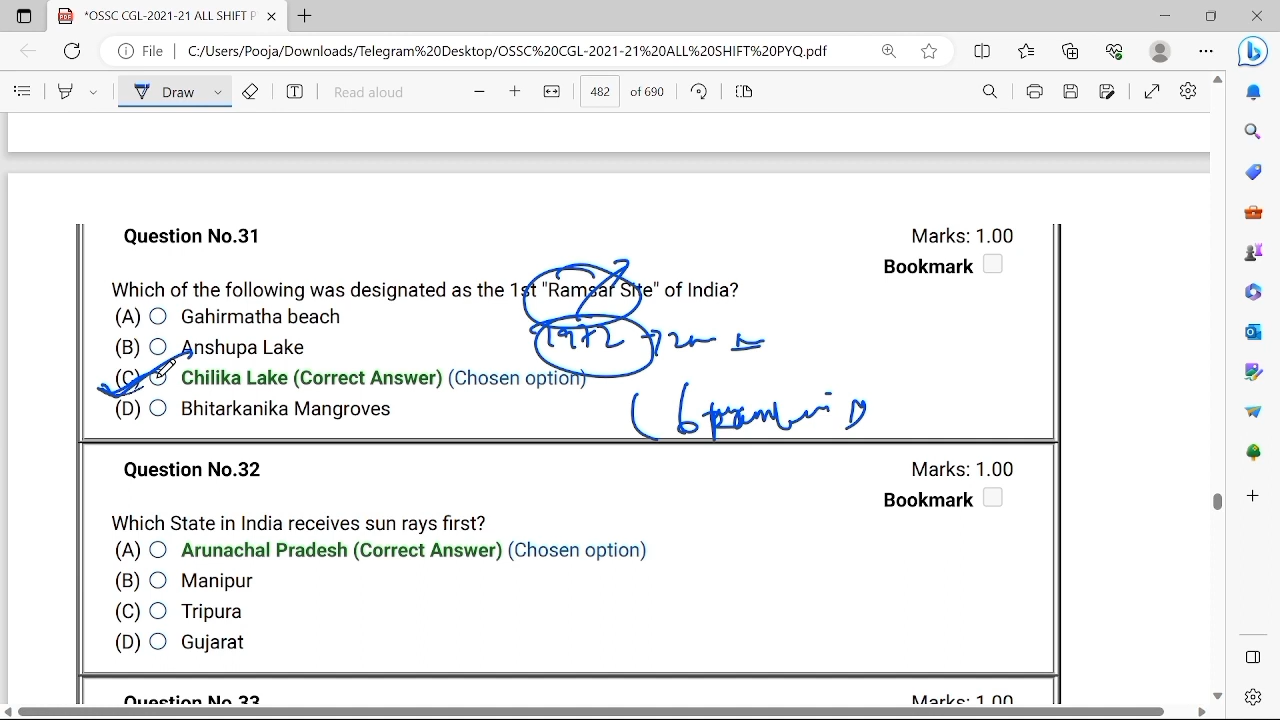 *OSSC CGL-2021-21 ALL SHIFT P
File C:/Users/Pooja/Downloads/Telegram%20Desktop/OSSC%20CGL-2021-21%20ALL%20SHIFT%20PYQ.pdf
Draw Read aloud 482 of 690
Question No.31 Marks: 1.00
Bookmark
Which of the following was designated as the 1st "Ramsar Site" of India?
(A) Gahirmatha beach
(B) Anshupa Lake
1972
(C) Chilika Lake (Correct Answer) (Chosen option)
(D) Bhitarkanika Mangroves
Question No.32 Marks: 1.00
Bookmark
Which State in India receives sun rays first?
(A) Arunachal Pradesh (Correct Answer) (Chosen option)
(B) Manipur
(C) Tripura
(D) Gujarat
Question No.33 Marks: 1.00